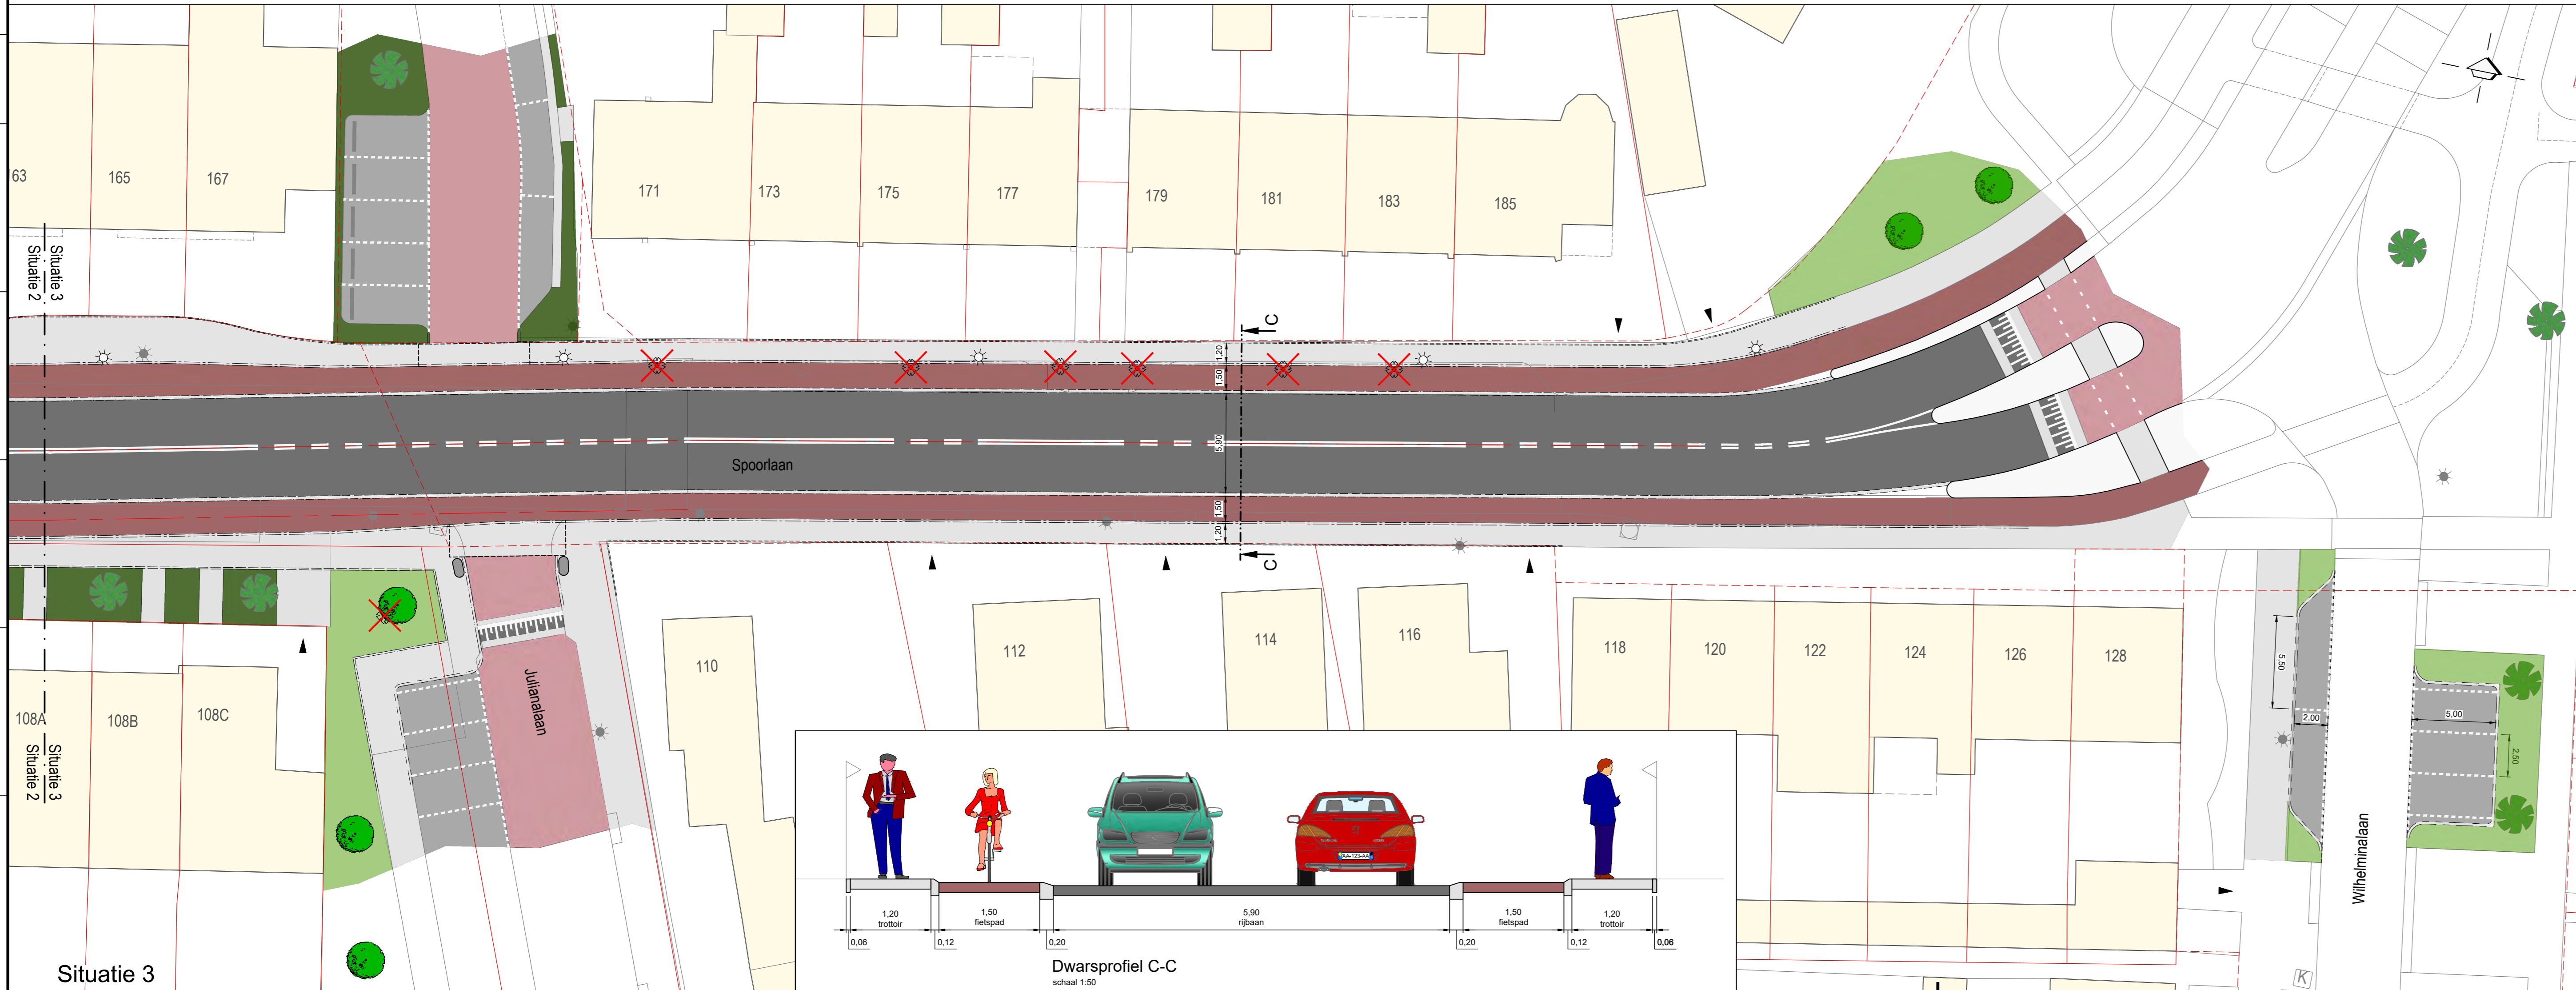 63
165
167
171
173
175
177
179
181
183
185
Situatie 3
Situatie 2
C
1,20
1,50
5,90
1,50
1,20
C
Spoorlaan
Julianalaan
108A
108B
108C
110
112
114
116
118
120
122
124
126
128
5,50
2,00
5,00
2,50
Wilhelminalaan
Situatie 3
Situatie 2
AA-123-AA
1,20
trottoir
1,50
fietspad
5,90
rijbaan
1,50
fietspad
1,20
trottoir
0,06
0,12
0,20
0,20
0,12
0,06
Dwarsprofiel C-C
schaal 1:50
Situatie 3
K